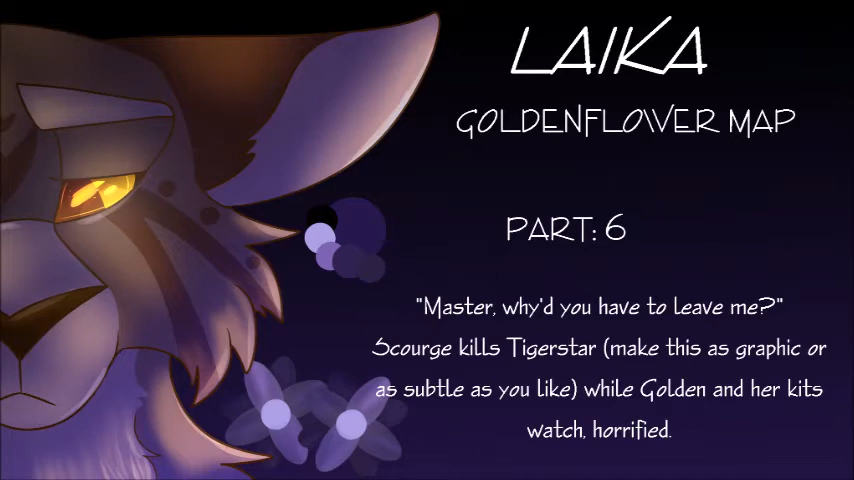 LAIKA
GOLDENFLOWER MAP
PART: 6
"Master, why'd you have to leave me?"
Scourge kills Tigerstar (make this as graphic or
as subtle as you like) while Golden and her kits
watch, horrified.